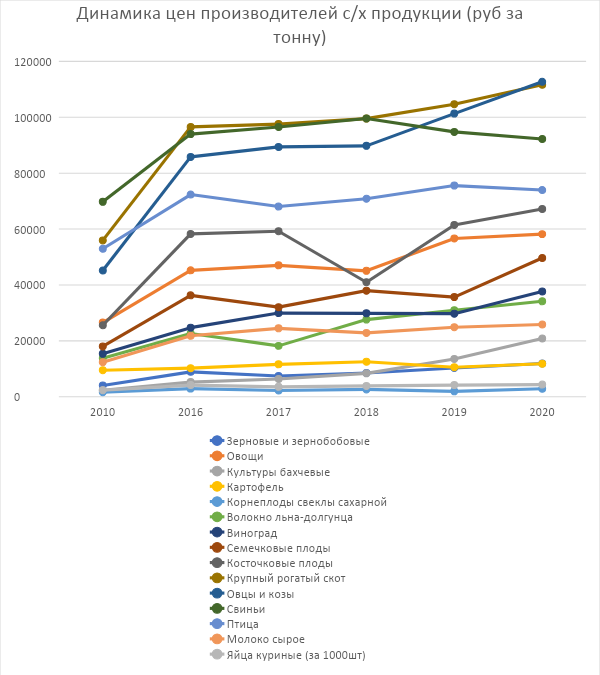 Динамика цен производителей с/х продукции (руб за
тонну)
120000
100000
80000
60000
40000
20000
0
2010 2016 2017 2018 2019 2020
Зерновые и зернобобовые
Овощи
Культуры бахчевые
Картофель
Корнеплоды свеклы сахарной
Волокно льна-долгунца
Виноград
Семечковые плоды
Косточковые плоды
Крупный рогатый скот
Овцы и козы
Свиньи
Птица
Молоко сырое
Яйца куриные (за 1000шт)